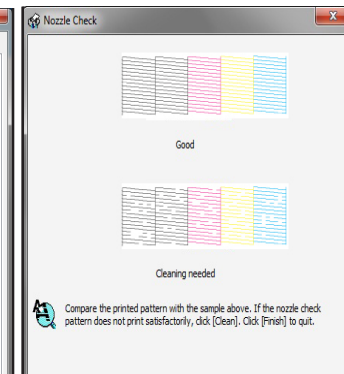 Nozzle Check
X
Good
Cleaning needed
Compare the printed pattern with the sample above. If the nozzle check
pattern does not print satisfactorily, click [Clean]. Click [Finish] to quit.